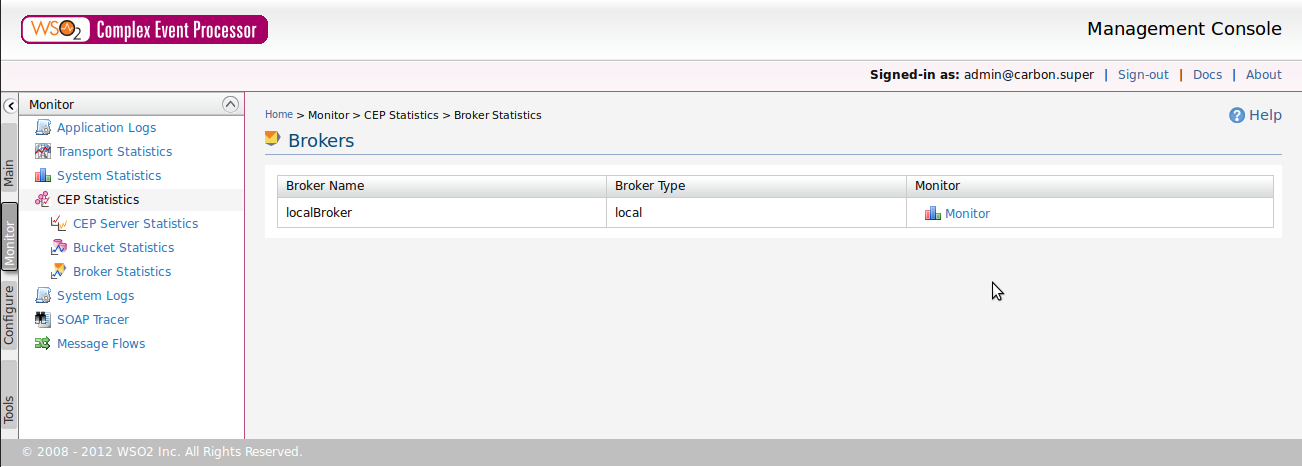 WSO2 Complex Event Processor
Management Console
Signed-in as: admin@carbon.super | Sign-out | Docs | About
Monitor
Application Logs
Transport Statistics
System Statistics
CEP Statistics
CEP Server Statistics
Bucket Statistics
Broker Statistics
System Logs
SOAP Tracer
Message Flows
Main
Monitor
Configure
Tools
Home > Monitor > CEP Statistics > Broker Statistics
Help
Brokers
Broker Name Broker Type Monitor
localBroker local Monitor
© 2008 - 2012 WSO2 Inc. All Rights Reserved.